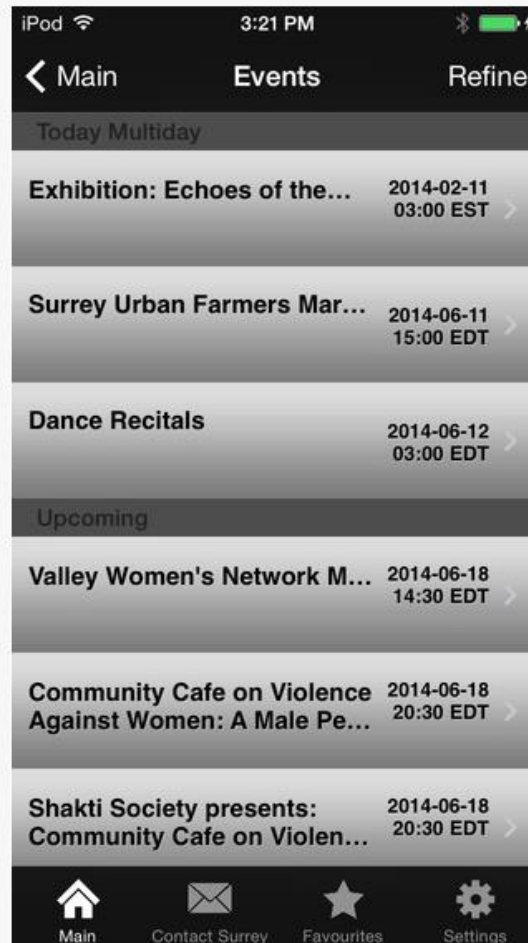 iPod 3:21 PM
Main Events Refine
Today Multiday
Exhibition: Echoes of the... 2014-02-11
03:00 EST
Surrey Urban Farmers Mar... 2014-06-11
15:00 EDT
Dance Recitals 2014-06-12
03:00 EDT
Upcoming
Valley Women's Network M... 2014-06-18
14:30 EDT
Community Cafe on Violence 2014-06-18
Against Women: A Male Pe... 20:30 EDT
Shakti Society presents: 2014-06-18
Community Cafe on Violen... 20:30 EDT
Main Contact Surrey Favourites Settings